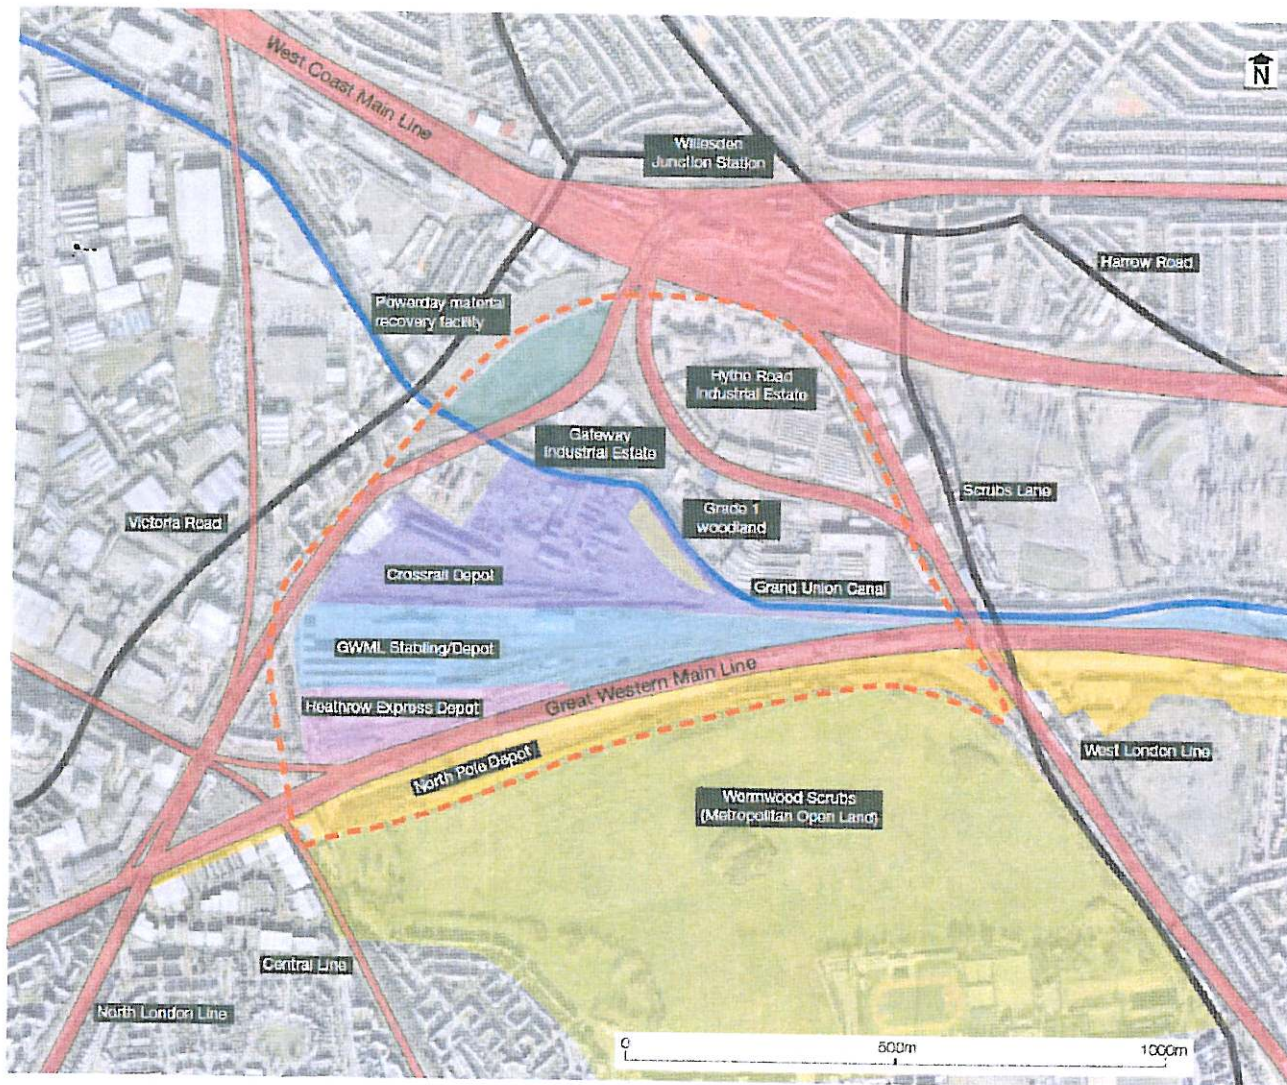 West Coast Main Line
N
Willesden
Junction Station
Harrow Road
Powerday material
recovery facility
Hythe Road
Industrial Estate
Gateway
Industrial Estate
Scrubs Lane
Grade 1
woodland
Victoria Road
Crossrail Depot
Grand Union Canal
GWML Stabling/Depot
Great Western Main Line
Heathrow Express Depot
North Pole Depot
West London Line
Wormwood Scrubs
(Metropolitan Open Land)
Central Line
North London Line
0
500m
1000m